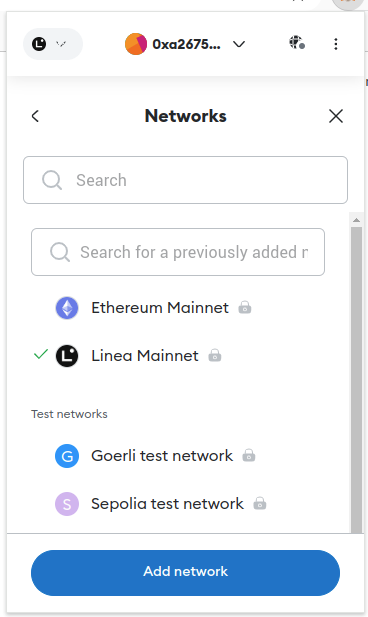 0xa2675...
Networks
Search
Search for a previously added n
Ethereum Mainnet
L Linea Mainnet
Test networks
G Goerli test network
S Sepolia test network
Add network